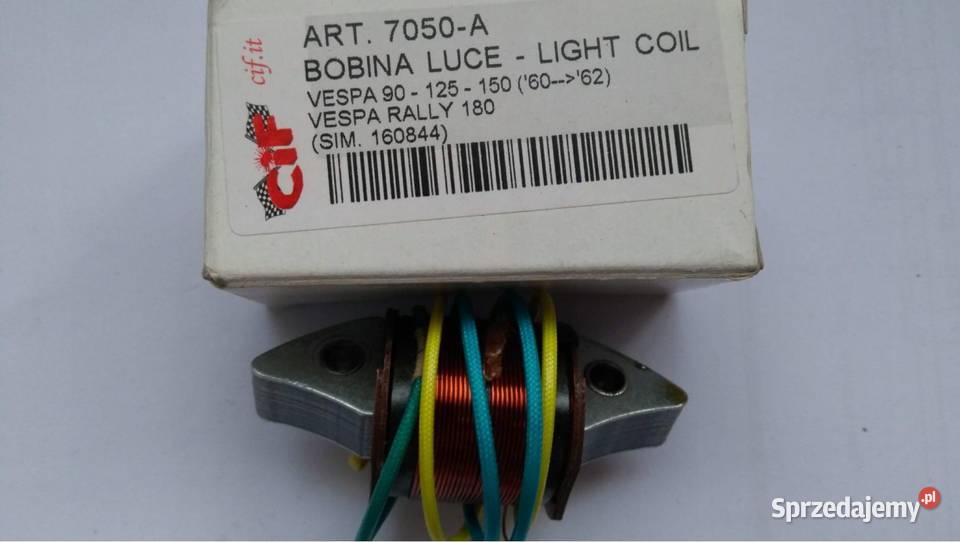 ART. 7050-A
BOBINA LUCE - LIGHT COIL
VESPA 90 - 125 - 150 ('60-->'62)
VESPA RALLY 180
(SIM. 160844)
cif.it
CIF
Sprzedajemy.pl